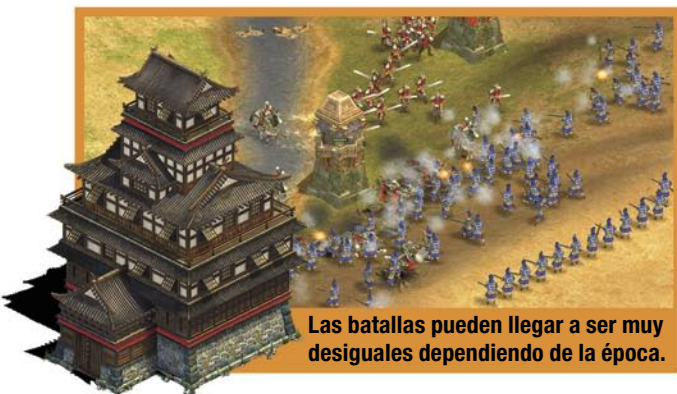 Las batallas pueden llegar a ser muy
desiguales dependiendo de la época.